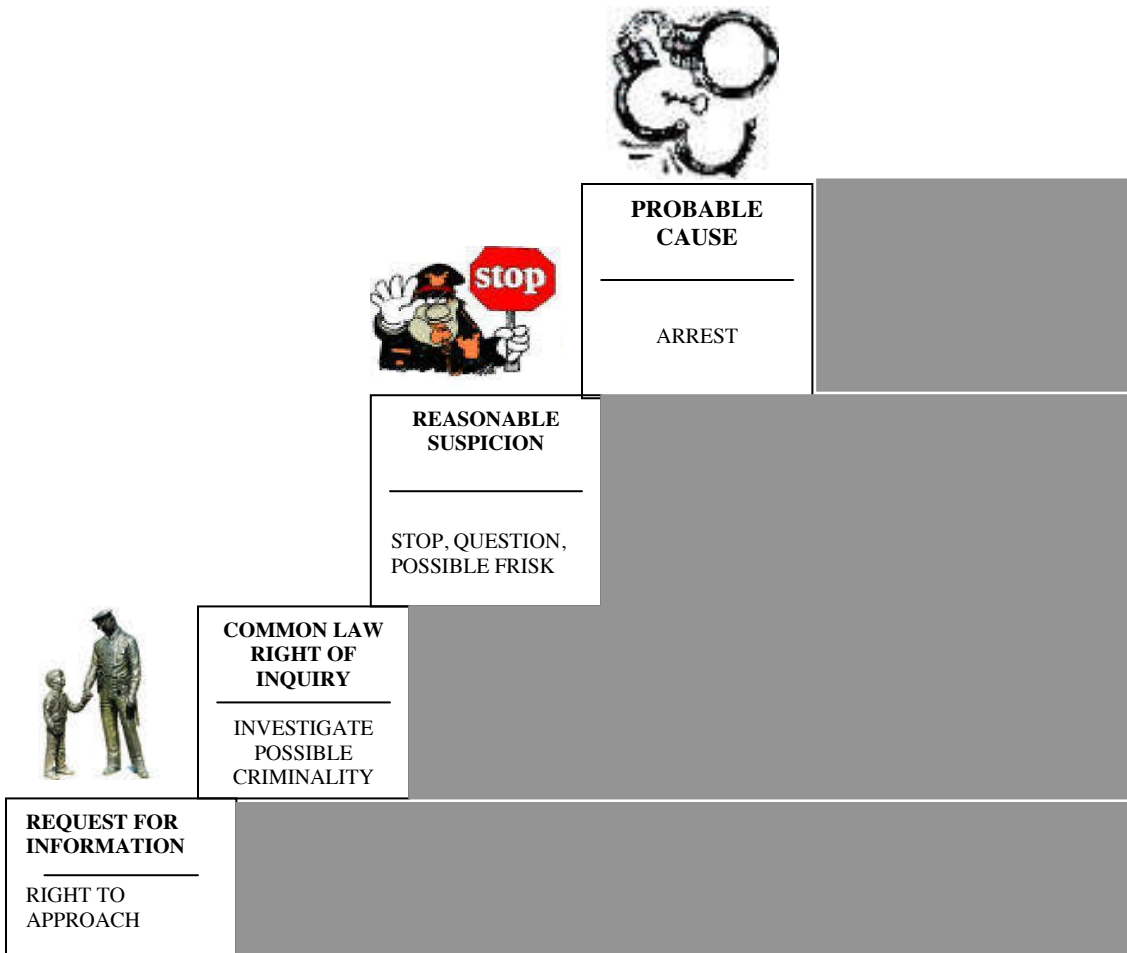 PROBABLE
CAUSE
ARREST
stop
REASONABLE
SUSPICION
STOP, QUESTION,
POSSIBLE FRISK
COMMON LAW
RIGHT OF
INQUIRY
INVESTIGATE
POSSIBLE
CRIMINALITY
REQUEST FOR
INFORMATION
RIGHT TO
APPROACH